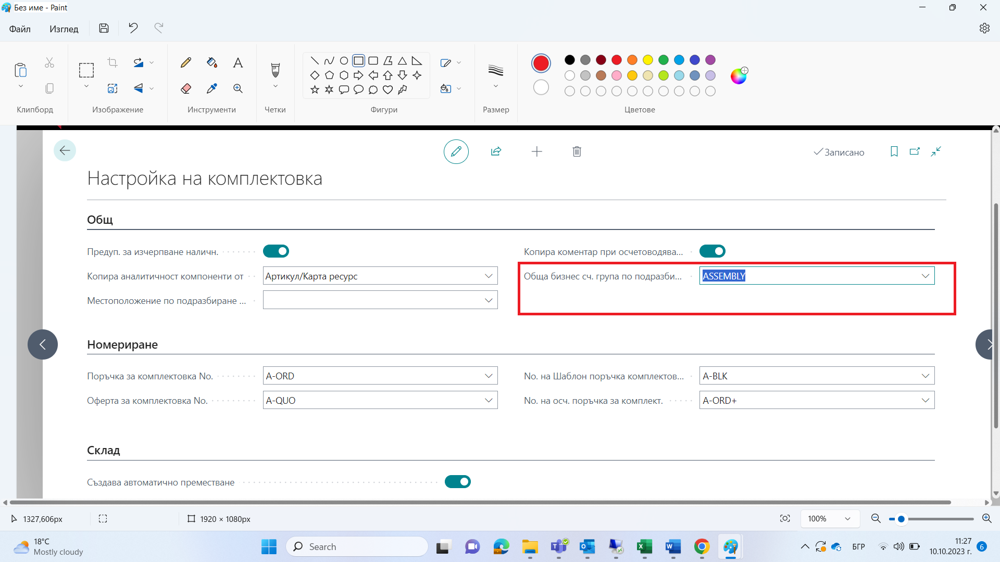 Без име - Paint
Файл
Изглед
Клипборд
Изображение
Инструменти
Четки
Фигури
Размер
Цветове
Записано
Настройка на комплектовка
Общ
Предуп. за изчерпване наличн.
Копира коментар при осчетоводява...
Копира аналитичност компоненти от
Артикул/Карта ресурс
Обща бизнес сч. група по подразби...
ASSEMBLY
Местоположение по подразбиране ...
Номериране
Поръчка за комплектовка No.
A-ORD
No. на Шаблон поръчка комплектов...
A-BLK
Оферта за комплектовка No.
A-QUO
No. на осч. поръчка за комплект.
A-ORD+
Склад
Създава автоматично преместване
1327,606px
1920 × 1080px
100%
18°C
Mostly cloudy
Search
БГР
11:27
10.10.2023 г.
6